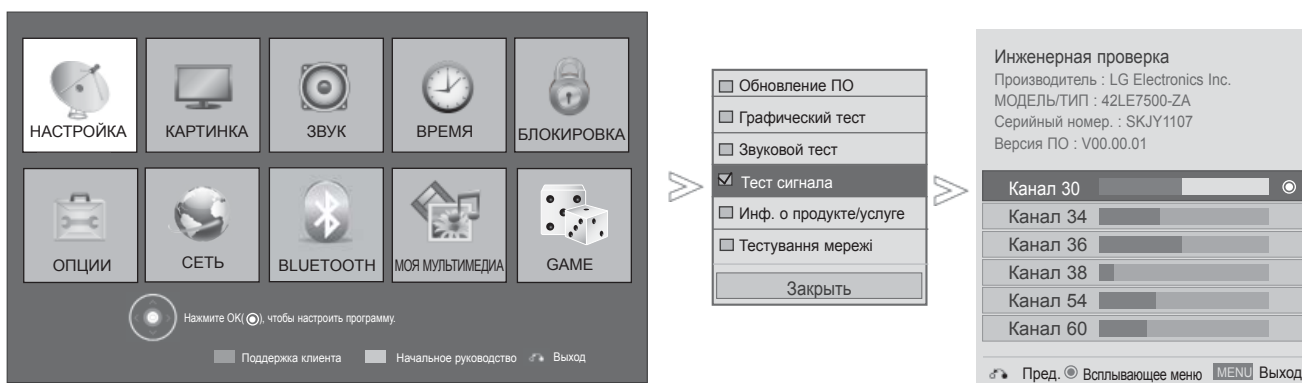 НАСТРОЙКА КАРТИНКА ЗВУК ВРЕМЯ БЛОКИРОВКА
ОПЦИИ СЕТЬ BLUETOOTH МОЯ МУЛЬТИМЕДИА GAME
Нажмите OK(◉), чтобы настроить программу.
Поддержка клиента Начальное руководство Выход
Обновление ПО
Графический тест
Звуковой тест
Тест сигнала
Инф. о продукте/услуге
Тестування мережі
Закрыть
Инженерная проверка
Производитель : LG Electronics Inc.
МОДЕЛЬ/ТИП : 42LE7500-ZA
Серийный номер. : SKJY1107
Версия ПО : V00.00.01
Канал 30
Канал 34
Канал 36
Канал 38
Канал 54
Канал 60
Пред. ◉ Всплывающее меню MENU Выход